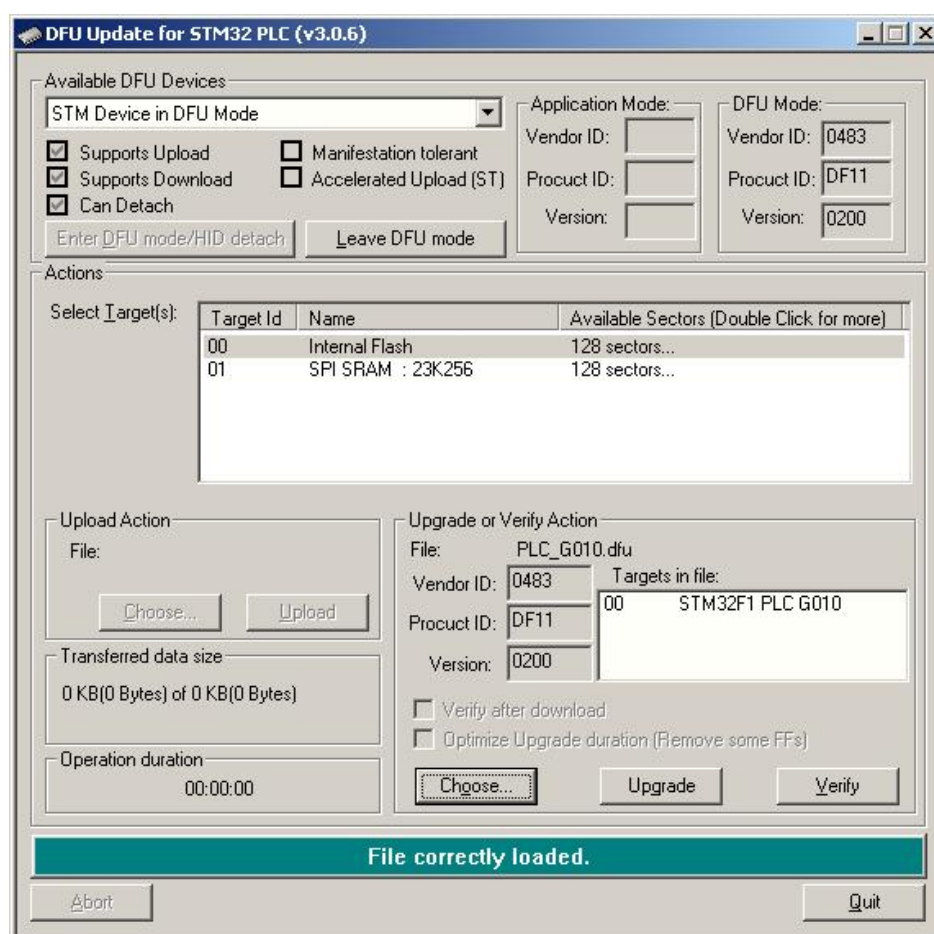 DFU Update for STM32 PLC (v3.0.6)
Available DFU Devices
STM Device in DFU Mode
Supports Upload
Manifestation tolerant
Supports Download
Accelerated Upload (ST)
Can Detach
Enter DFU mode/HID detach
Leave DFU mode
Application Mode:
Vendor ID:
Procuct ID:
Version:
DFU Mode:
Vendor ID: 0483
Procuct ID: DF11
Version: 0200
Actions
Select Target(s):
Target Id Name Available Sectors (Double Click for more)
00 Internal Flash 128 sectors...
01 SPI SRAM : 23K256 128 sectors...
Upload Action
File:
Choose... Upload
Transferred data size
0 KB(0 Bytes) of 0 KB(0 Bytes)
Operation duration
00:00:00
Upgrade or Verify Action
File: PLC_G010.dfu
Vendor ID: 0483
Procuct ID: DF11
Version: 0200
Targets in file:
00 STM32F1 PLC G010
Verify after download
Optimize Upgrade duration (Remove some FFs)
Choose... Upgrade Verify
File correctly loaded.
Abort Quit